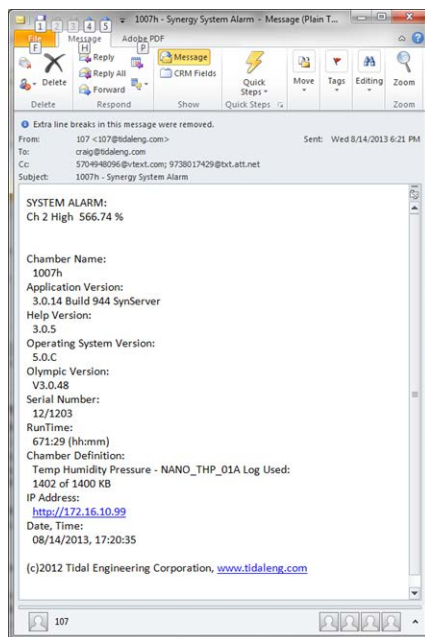 1007h - Synergy System Alarm - Message (Plain T...
1 2 3 4 5
File Message Adobe PDF
F H P
Delete
Reply
Reply All
Forward
Message
CRM Fields
Quick
Steps
Move
Tags
Editing
Zoom
Delete Respond Show Quick Steps Zoom
Extra line breaks in this message were removed.
From: 107 <107@tidaleng.com> Sent: Wed 8/14/2013 6:21 PM
To: craig@tidaleng.com
Cc: 5704948096@vtext.com; 9738017429@txt.att.net
Subject: 1007h - Synergy System Alarm
SYSTEM ALARM:
Ch 2 High 566.74 %
Chamber Name:
1007h
Application Version:
3.0.14 Build 944 SynServer
Help Version:
3.0.5
Operating System Version:
5.0.C
Olympic Version:
V3.0.48
Serial Number:
12/1203
RunTime:
671:29 (hh:mm)
Chamber Definition:
Temp Humidity Pressure - NANO_THP_01A Log Used:
1402 of 1400 KB
IP Address:
http://172.16.10.99
Date, Time:
08/14/2013, 17:20:35
(c)2012 Tidal Engineering Corporation, www.tidaleng.com
107